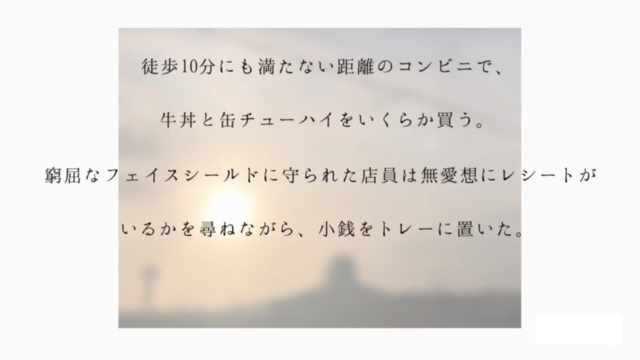 徒歩10分にも満たない距離のコンビニで、
牛丼と缶チューハイをいくらか買う。
窮屈なフェイスシールドに守られた店員は無愛想にレシートが
いるかを尋ねながら、小銭をトレーに置いた。